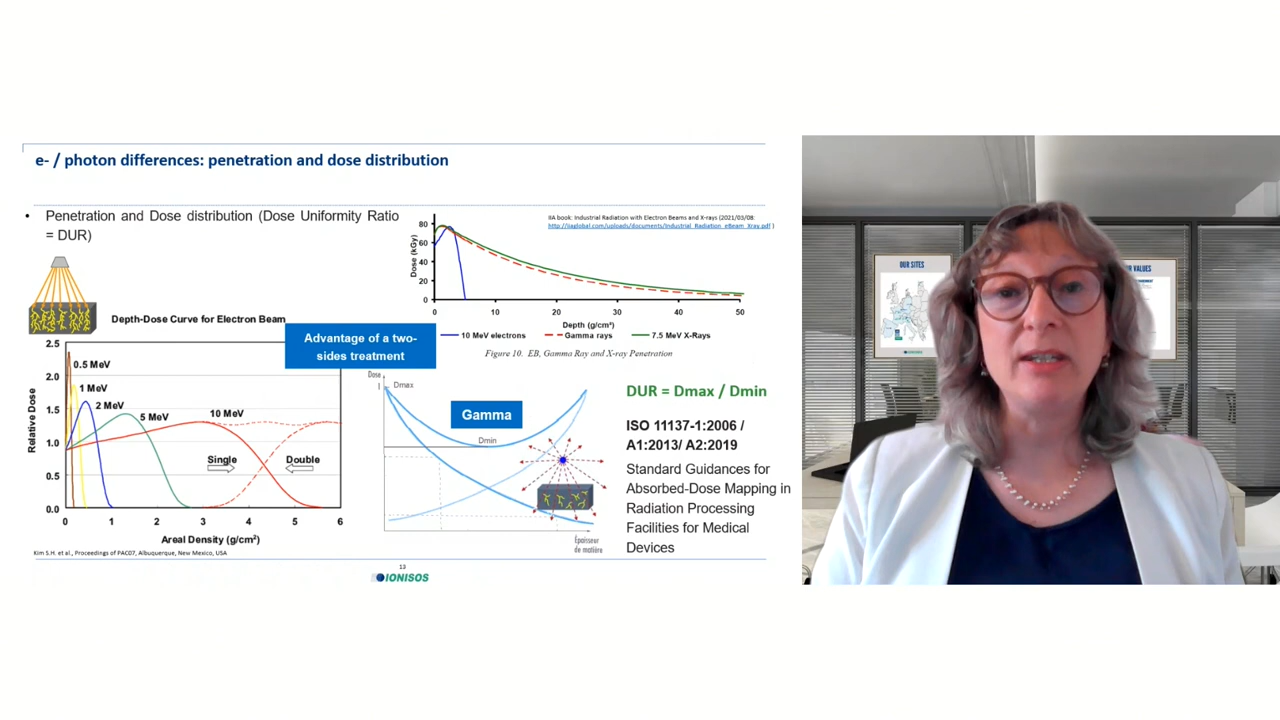 e- / photon differences: penetration and dose distribution
• Penetration and Dose distribution (Dose Uniformity Ratio
= DUR)
IIA book: Industrial Radiation with Electron Beams and X-rays (2021/03/08:
http://iiaglobal.com/uploads/documents/Industrial_Radiation_eBeam_Xray.pdf )
Dose (kGy)
80
60
40
20
0
0 10 20 30 40 50
Depth (g/cm²)
10 MeV electrons Gamma rays 7.5 MeV X-Rays
Figure 10. EB, Gamma Ray and X-ray Penetration
Depth-Dose Curve for Electron Beam
Advantage of a two-
sides treatment
Relative Dose
2.5
2.0
1.5
1.0
0.5
0.0
0.5 MeV
1 MeV
2 MeV
5 MeV
10 MeV
Single
Double
0 1 2 3 4 5 6
Areal Density (g/cm²)
Kim S.H. et al., Proceedings of PAC07, Albuquerque, New Mexico, USA
Dose
Dmax
Gamma
Dmin
Épaisseur
de matière
DUR = Dmax / Dmin
ISO 11137-1:2006 /
A1:2013/ A2:2019
Standard Guidances for
Absorbed-Dose Mapping in
Radiation Processing
Facilities for Medical
Devices
13
IONISOS
OUR SITES
VALUES